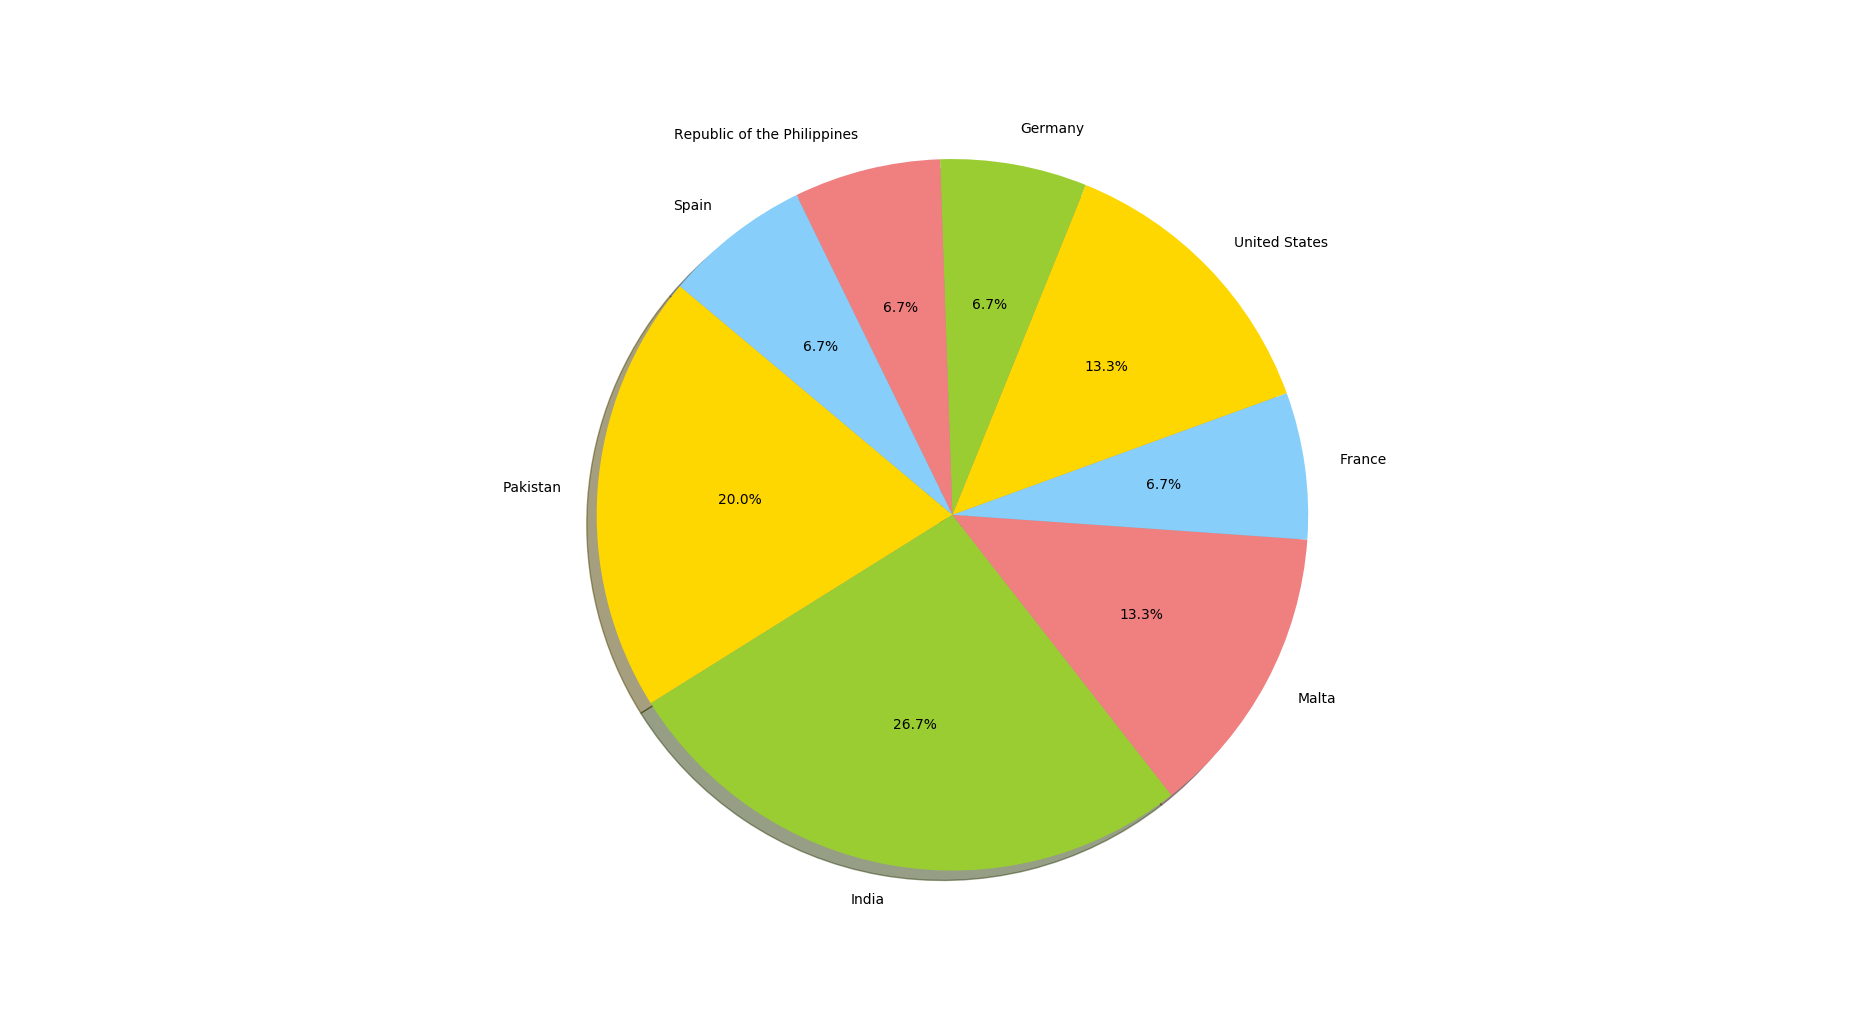 Germany
Republic of the Philippines
Spain
United States
6.7%
6.7%
6.7%
13.3%
France
6.7%
Pakistan
20.0%
13.3%
Malta
26.7%
India